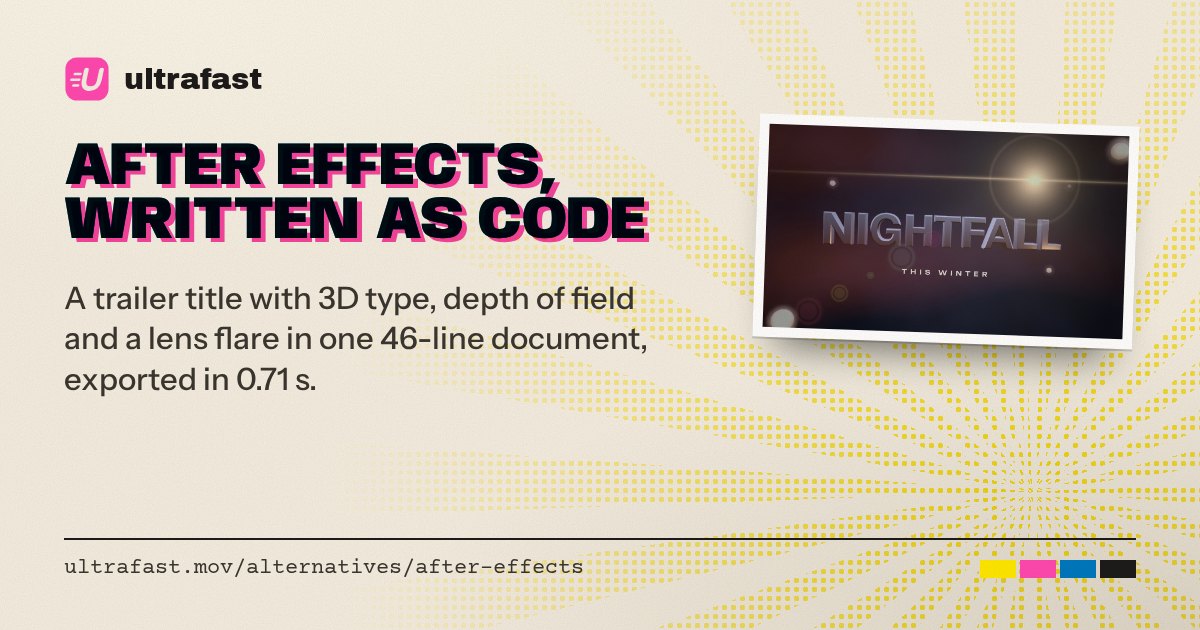 ultrafast
AFTER EFFECTS,
WRITTEN AS CODE
A trailer title with 3D type, depth of field
and a lens flare in one 46-line document,
exported in 0.71 s.
NIGHTFALL
THIS WINTER
ultrafast.mov/alternatives/after-effects